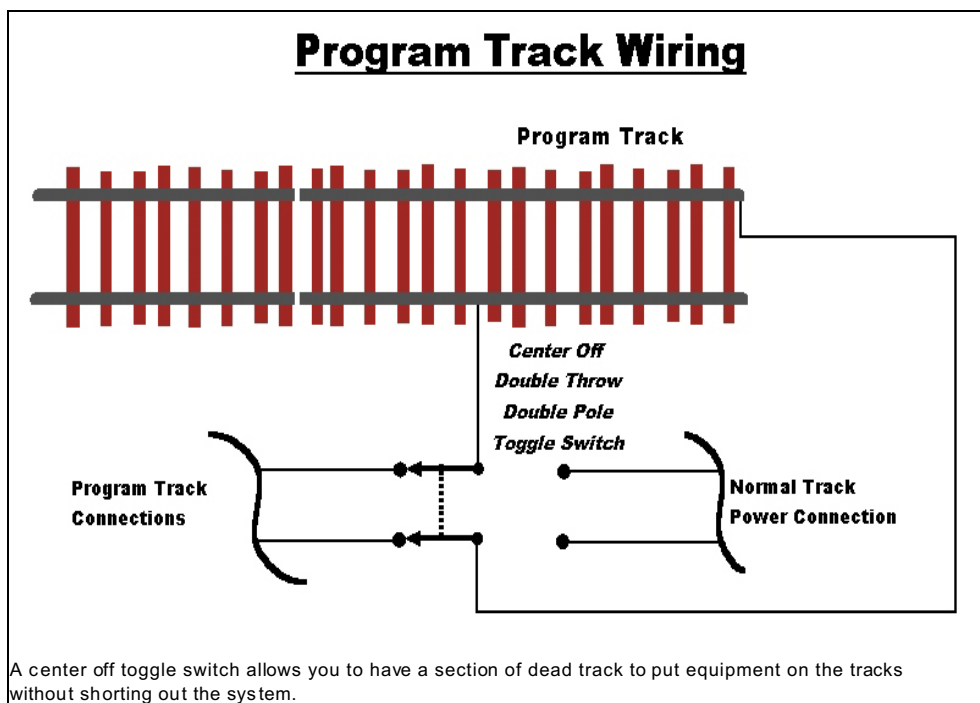 Program Track Wiring
Program Track
Center Off
Double Throw
Double Pole
Toggle Switch
Program Track
Connections
Normal Track
Power Connection
A center off toggle switch allows you to have a section of dead track to put equipment on the tracks
without shorting out the system.